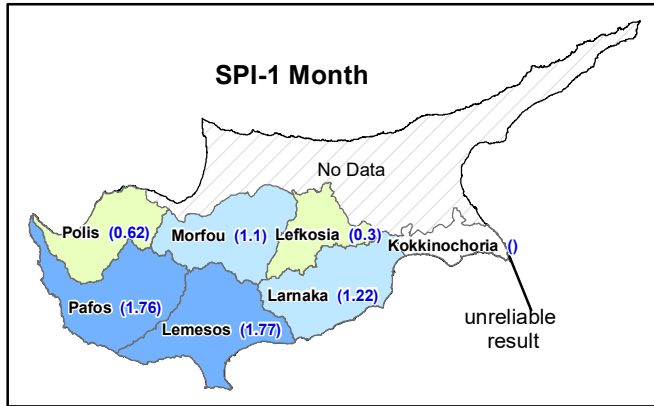 SPI-1 Month
No Data
Polis (0.62)
Morfou (1.1)
Lefkosia (0.3)
Kokkinochoria ()
Pafos (1.76)
Larnaka (1.22)
Lemesos (1.77)
unreliable
result